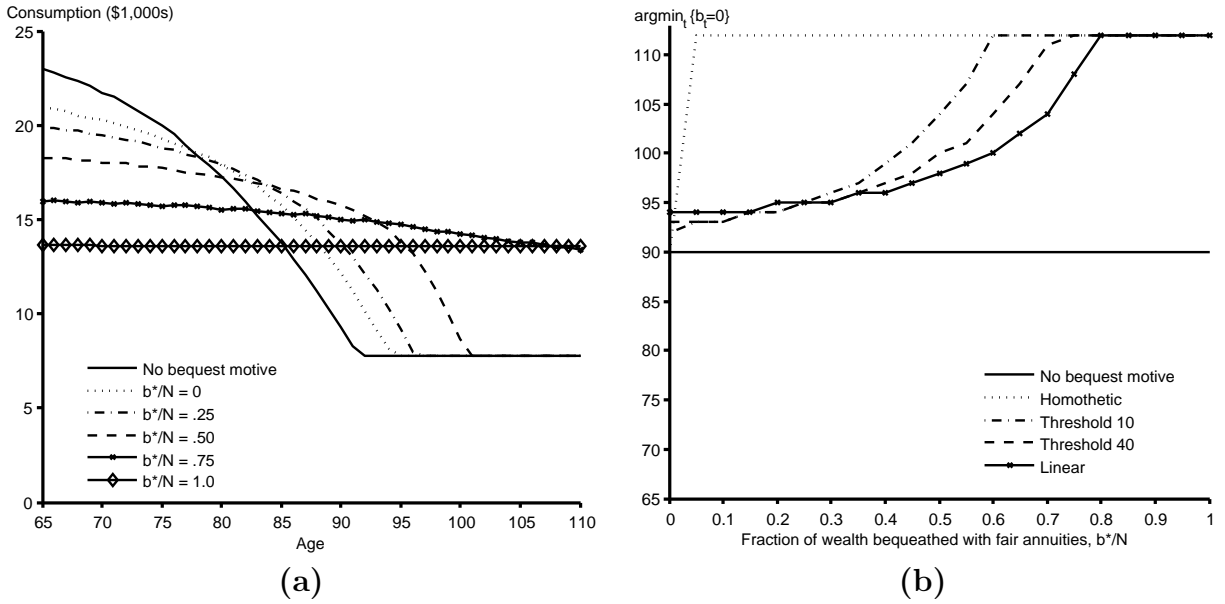 Consumption ($1,000s)
25
20
15
10
5
0
65 70 75 80 85 90 95 100 105 110
Age
No bequest motive
b*/N = 0
b*/N = .25
b*/N = .50
b*/N = .75
b*/N = 1.0
(a)
argmin_t {b_t=0}
110
105
100
95
90
85
80
75
70
65
0 0.1 0.2 0.3 0.4 0.5 0.6 0.7 0.8 0.9 1
Fraction of wealth bequeathed with fair annuities, b*/N
No bequest motive
Homothetic
Threshold 10
Threshold 40
Linear
(b)